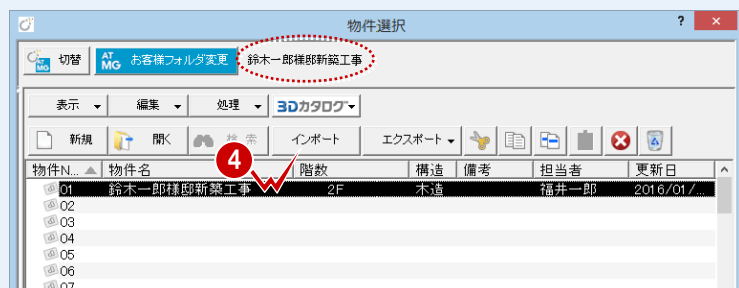 物件選択
?
×
切替 AT MG お客様フォルダ変更 鈴木一郎様邸新築工事
表示 編集 処理 3Dカタログ
新規 開く 検索 インポート エクスポート
4
物件N... 物件名 階数 構造 備考 担当者 更新日
01 鈴木一郎様邸新築工事 2F 木造 福井一郎 2016/01/...
02
03
04
05
06
07